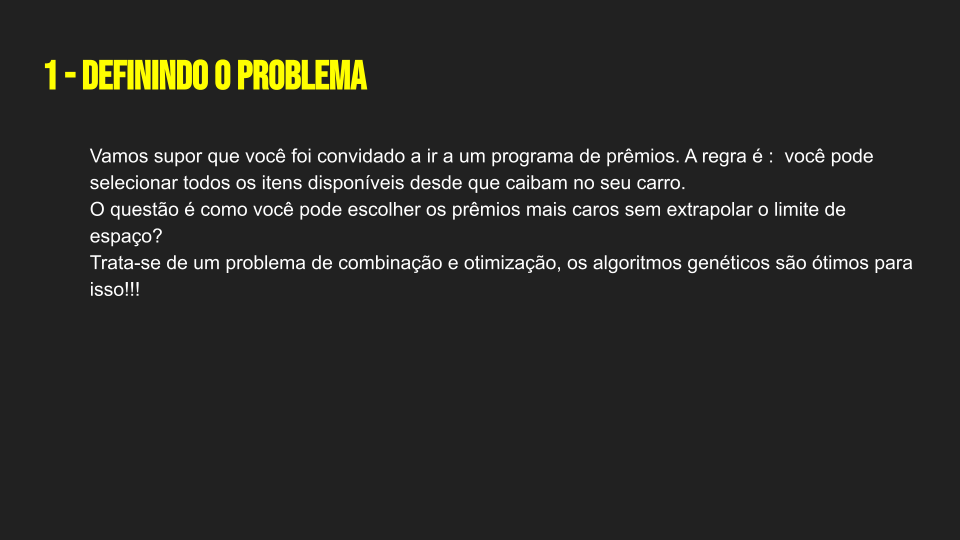 1 - DEFININDO O PROBLEMA
Vamos supor que você foi convidado a ir a um programa de prêmios. A regra é :  você pode
selecionar todos os itens disponíveis desde que caibam no seu carro.
O questão é como você pode escolher os prêmios mais caros sem extrapolar o limite de
espaço?
Trata-se de um problema de combinação e otimização, os algoritmos genéticos são ótimos para
isso!!!